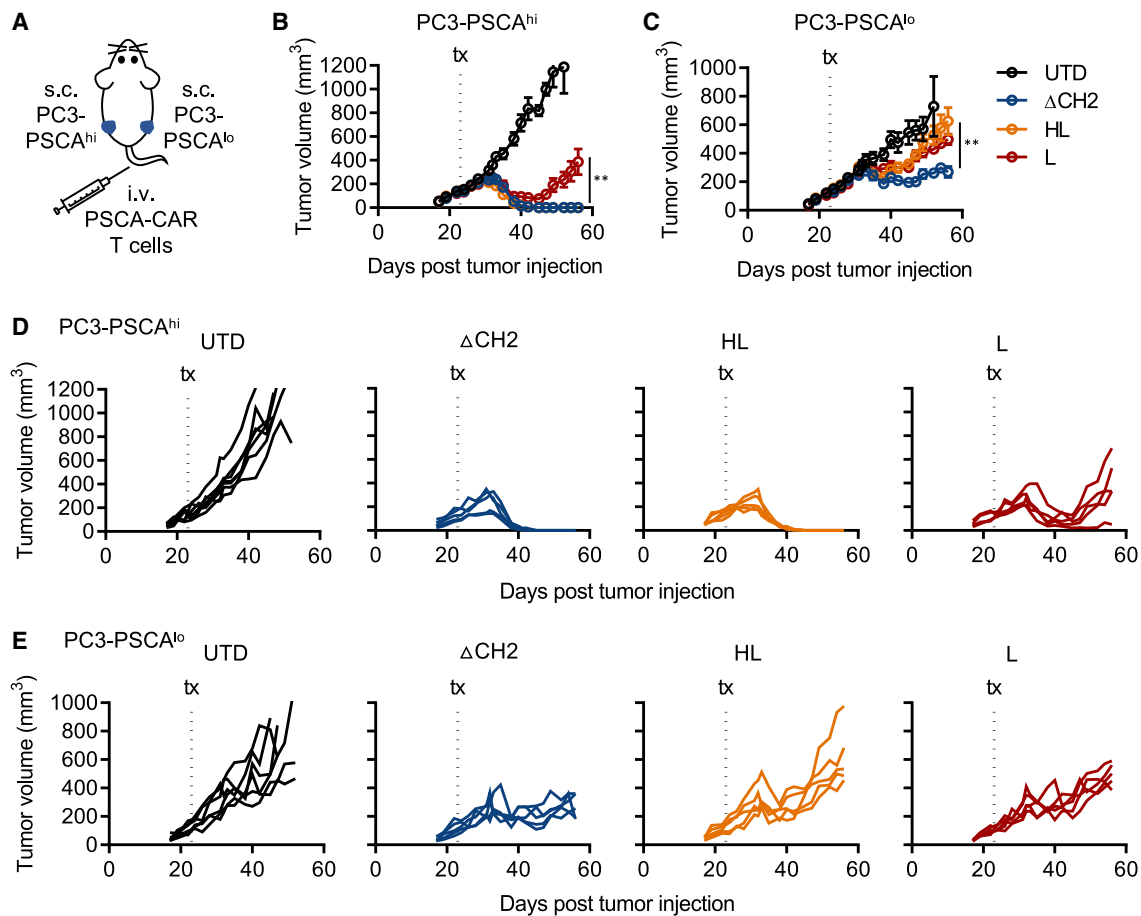 A
s.c.
PC3-
PSCAhi
s.c.
PC3-
PSCAlo
i.v.
PSCA-CAR
T cells
B
PC3-PSCAhi
tx
Tumor volume (mm3)
1200
1000
800
600
400
200
0
**
0 20 40 60
Days post tumor injection
C
PC3-PSCAlo
tx
Tumor volume (mm3)
1000
800
600
400
200
0
**
0 20 40 60
Days post tumor injection
UTD
ΔCH2
HL
L
D
PC3-PSCAhi
UTD
ΔCH2
HL
L
tx
tx
tx
tx
Tumor volume (mm3)
1200
1000
800
600
400
200
0
0 20 40 60
0 20 40 60
0 20 40 60
0 20 40 60
Days post tumor injection
E
PC3-PSCAlo
UTD
ΔCH2
HL
L
tx
tx
tx
tx
Tumor volume (mm3)
1000
800
600
400
200
0
0 20 40 60
0 20 40 60
0 20 40 60
0 20 40 60
Days post tumor injection